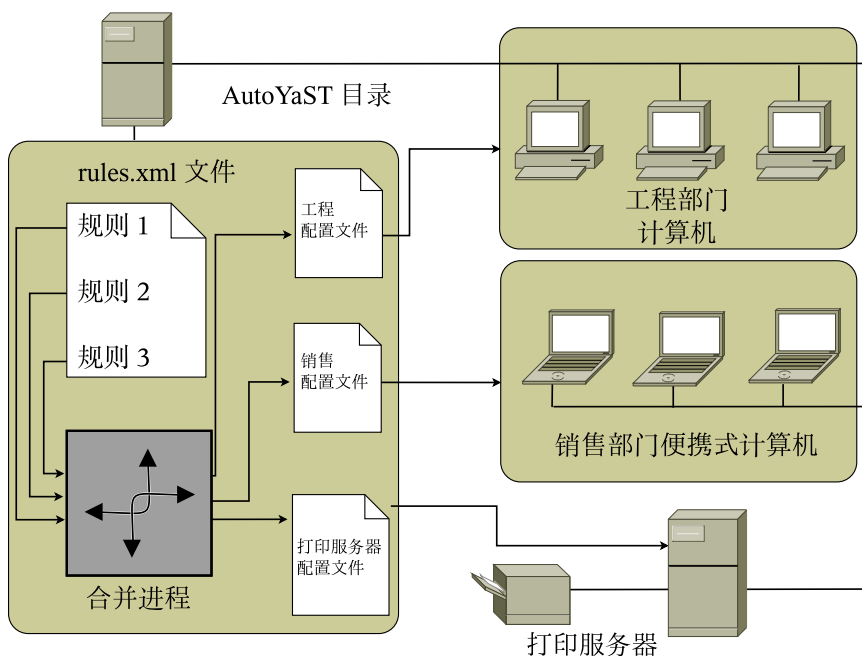 AutoYaST 目录
rules.xml 文件
规则 1
规则 2
规则 3
合并进程
工程
配置文件
销售
配置文件
打印服务器
配置文件
工程部门
计算机
销售部门便携式计算机
打印服务器